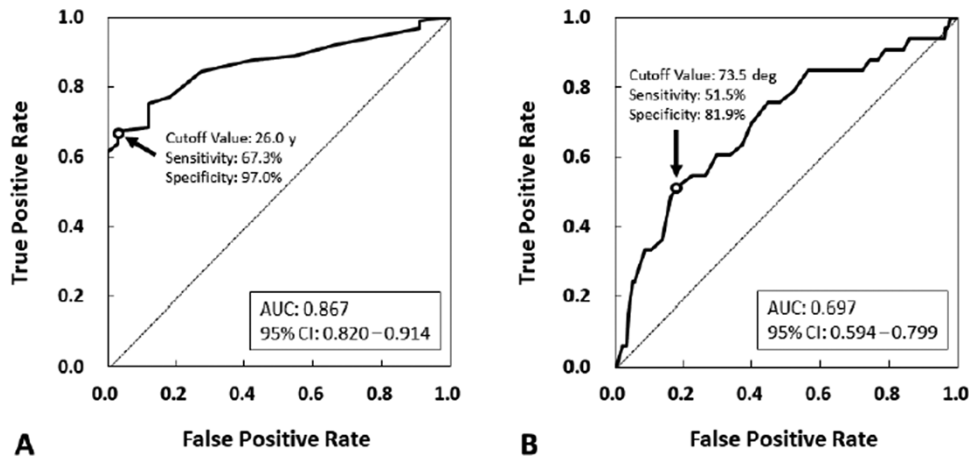 1.0
0.8
0.6
0.4
0.2
0.0
True Positive Rate
Cutoff Value: 26.0 y
Sensitivity: 67.3%
Specificity: 97.0%
AUC: 0.867
95% CI: 0.820–0.914
0.0 0.2 0.4 0.6 0.8 1.0
False Positive Rate
A
1.0
0.8
0.6
0.4
0.2
0.0
True Positive Rate
Cutoff Value: 73.5 deg
Sensitivity: 51.5%
Specificity: 81.9%
AUC: 0.697
95% CI: 0.594–0.799
0.0 0.2 0.4 0.6 0.8 1.0
False Positive Rate
B